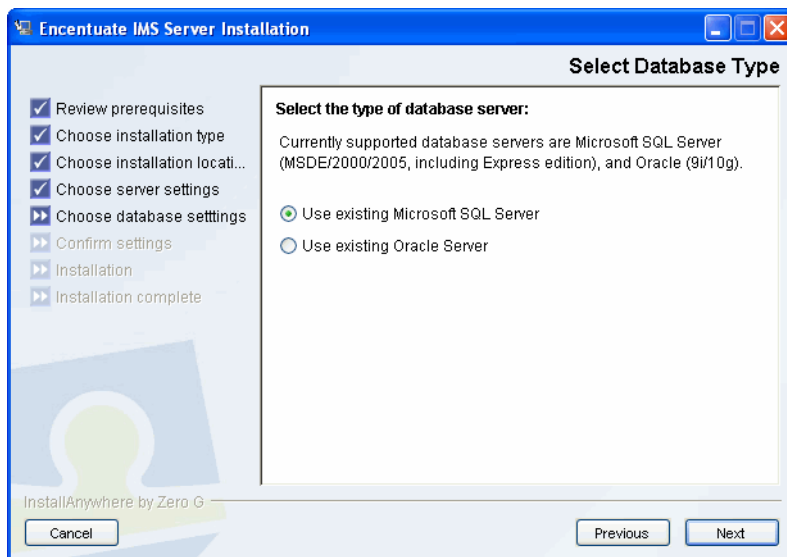 Encentuate IMS Server Installation
Select Database Type
Review prerequisites
Choose installation type
Choose installation locati...
Choose server settings
Choose database setttings
Confirm settings
Installation
Installation complete
Select the type of database server:
Currently supported database servers are Microsoft SQL Server
(MSDE/2000/2005, including Express edition), and Oracle (9i/10g).
Use existing Microsoft SQL Server
Use existing Oracle Server
InstallAnywhere by Zero G
Cancel
Previous
Next